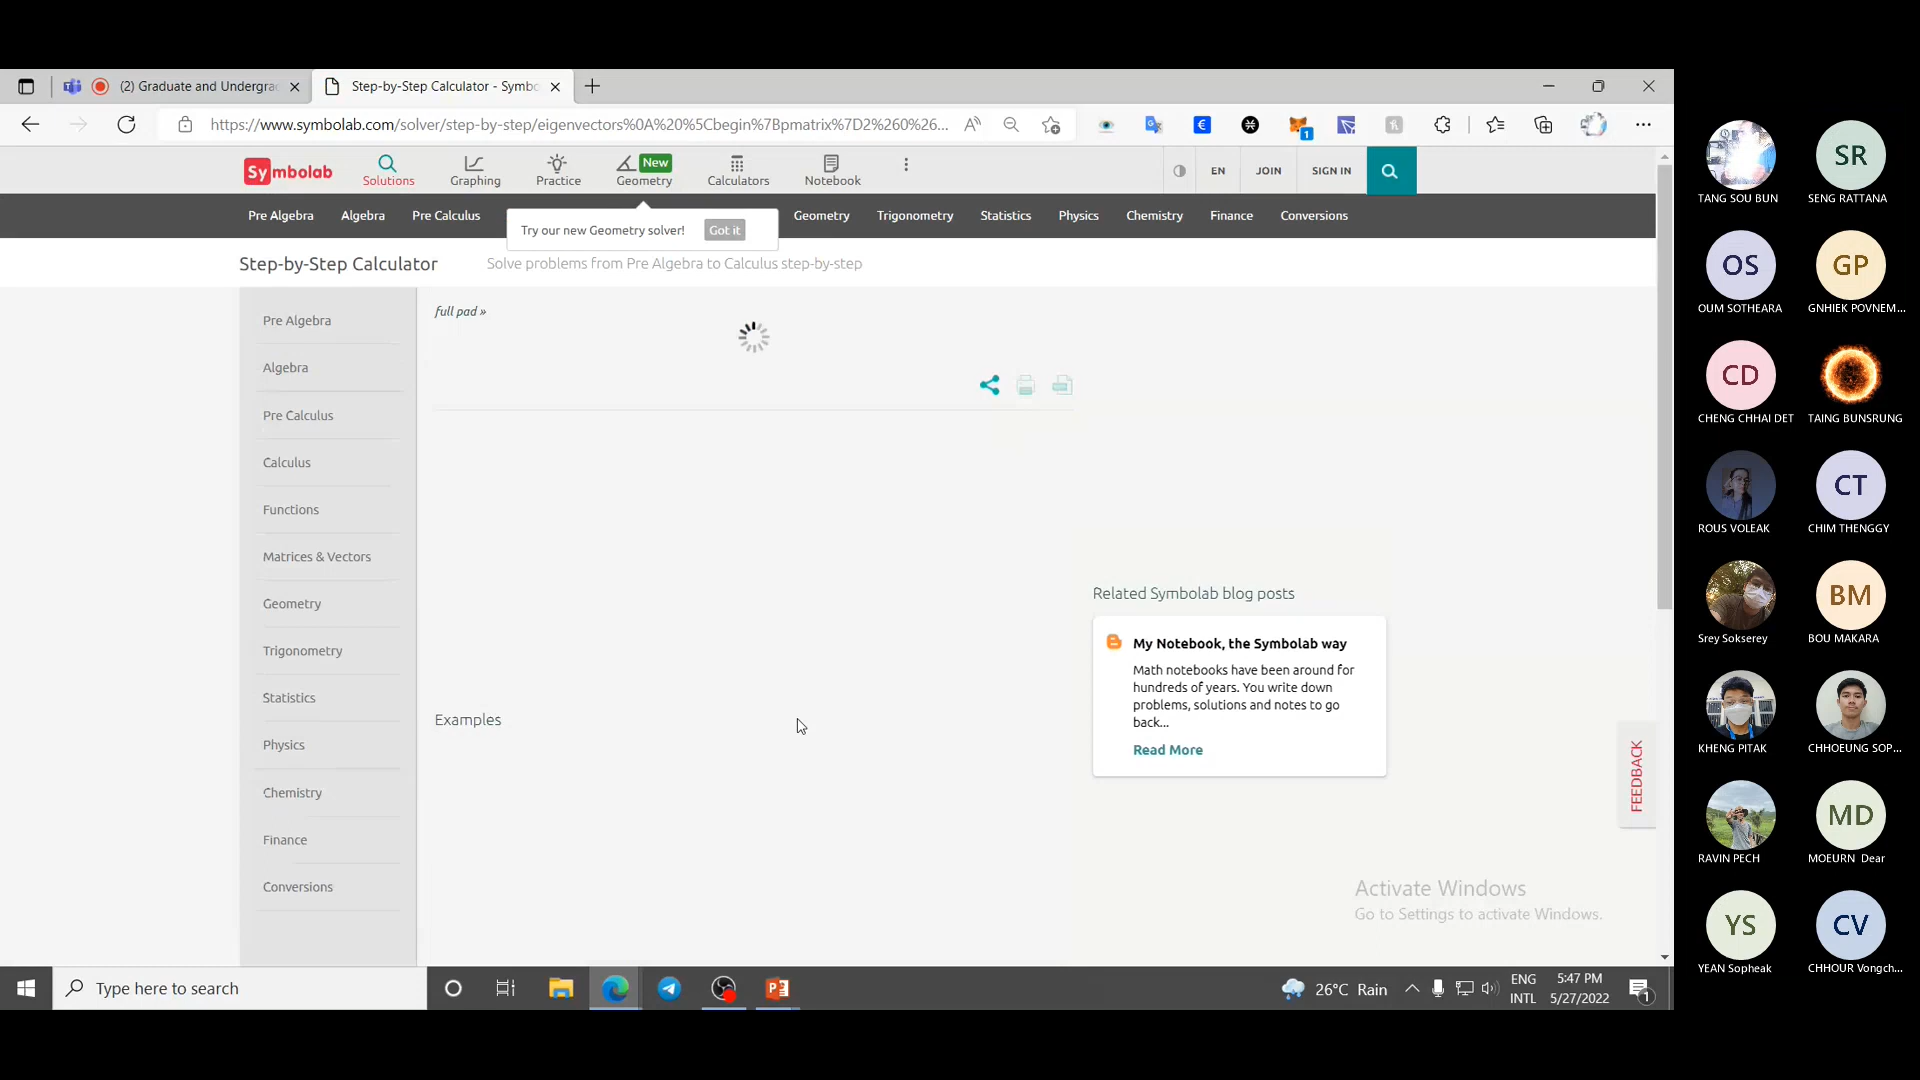 (2) Graduate and Undergra
Step-by-Step Calculator - Symbo
https://www.symbolab.com/solver/step-by-step/eigenvectors%0A%20%5Cbegin%7Bpmatrix%7D2%260%26...
1
Symbolab
Solutions
Graphing
Practice
New
Geometry
Calculators
Notebook
EN
JOIN
SIGN IN
Pre Algebra
Algebra
Pre Calculus
Geometry
Trigonometry
Statistics
Physics
Chemistry
Finance
Conversions
Try our new Geometry solver!
Got it
Step-by-Step Calculator
Solve problems from Pre Algebra to Calculus step-by-step
Pre Algebra
Algebra
Pre Calculus
Calculus
Functions
Matrices & Vectors
Geometry
Trigonometry
Statistics
Physics
Chemistry
Finance
Conversions
full pad »
Examples
Related Symbolab blog posts
My Notebook, the Symbolab way
Math notebooks have been around for
hundreds of years. You write down
problems, solutions and notes to go
back...
Read More
FEEDBACK
Activate Windows
Go to Settings to activate Windows.
Type here to search
26°C Rain
ENG
INTL
5:47 PM
5/27/2022
1
TANG SOU BUN
SR
SENG RATTANA
OS
OUM SOTHEARA
GP
GNHIEK POVNEM...
CD
CHENG CHHAI DET
TAING BUNSRUNG
ROUS VOLEAK
CT
CHIM THENGGY
Srey Sokserey
BM
BOU MAKARA
KHENG PITAK
CHHOEUNG SOP...
RAVIN PECH
MD
MOEURN Dear
YS
YEAN Sopheak
CV
CHHOUR Vongch...